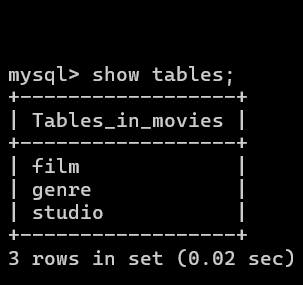 mysql> show tables;
+------------------+
| Tables_in_movies |
+------------------+
| film             |
| genre            |
| studio           |
+------------------+
3 rows in set (0.02 sec)